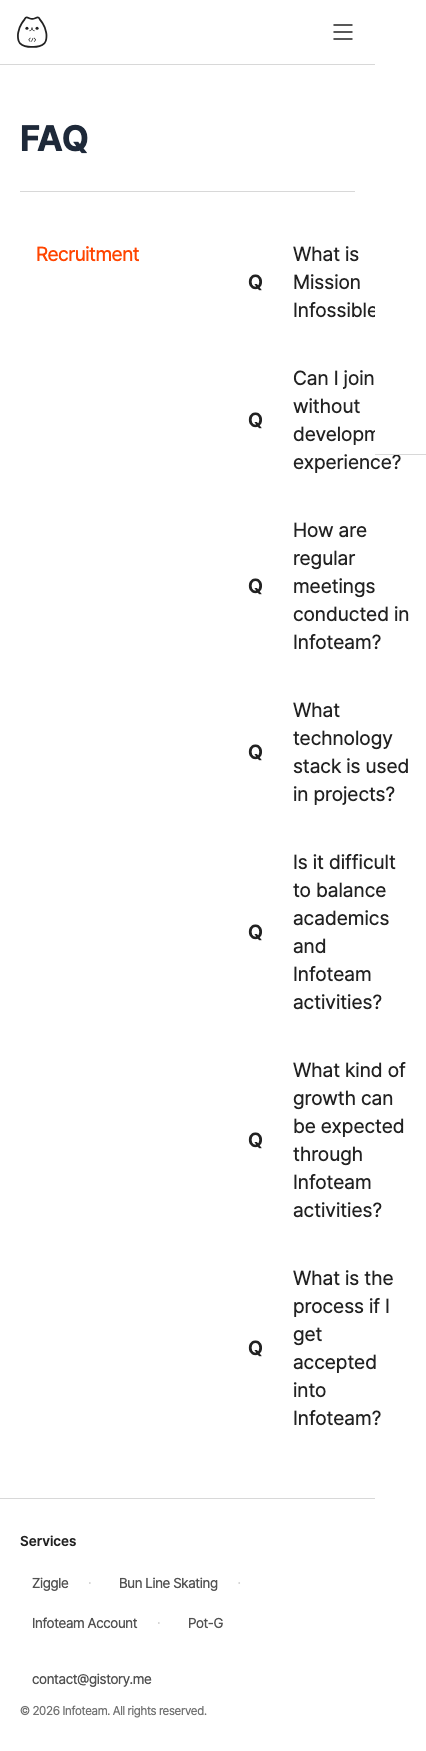 FAQ
Recruitment
Q
What is
Mission
Infossible
Q
Can I join
without
developm
experience?
Q
How are
regular
meetings
conducted in
Infoteam?
Q
What
technology
stack is used
in projects?
Q
Is it difficult
to balance
academics
and
Infoteam
activities?
Q
What kind of
growth can
be expected
through
Infoteam
activities?
Q
What is the
process if I
get
accepted
into
Infoteam?
Services
Ziggle · Bun Line Skating ·
Infoteam Account · Pot-G
contact@gistory.me
© 2026 Infoteam. All rights reserved.